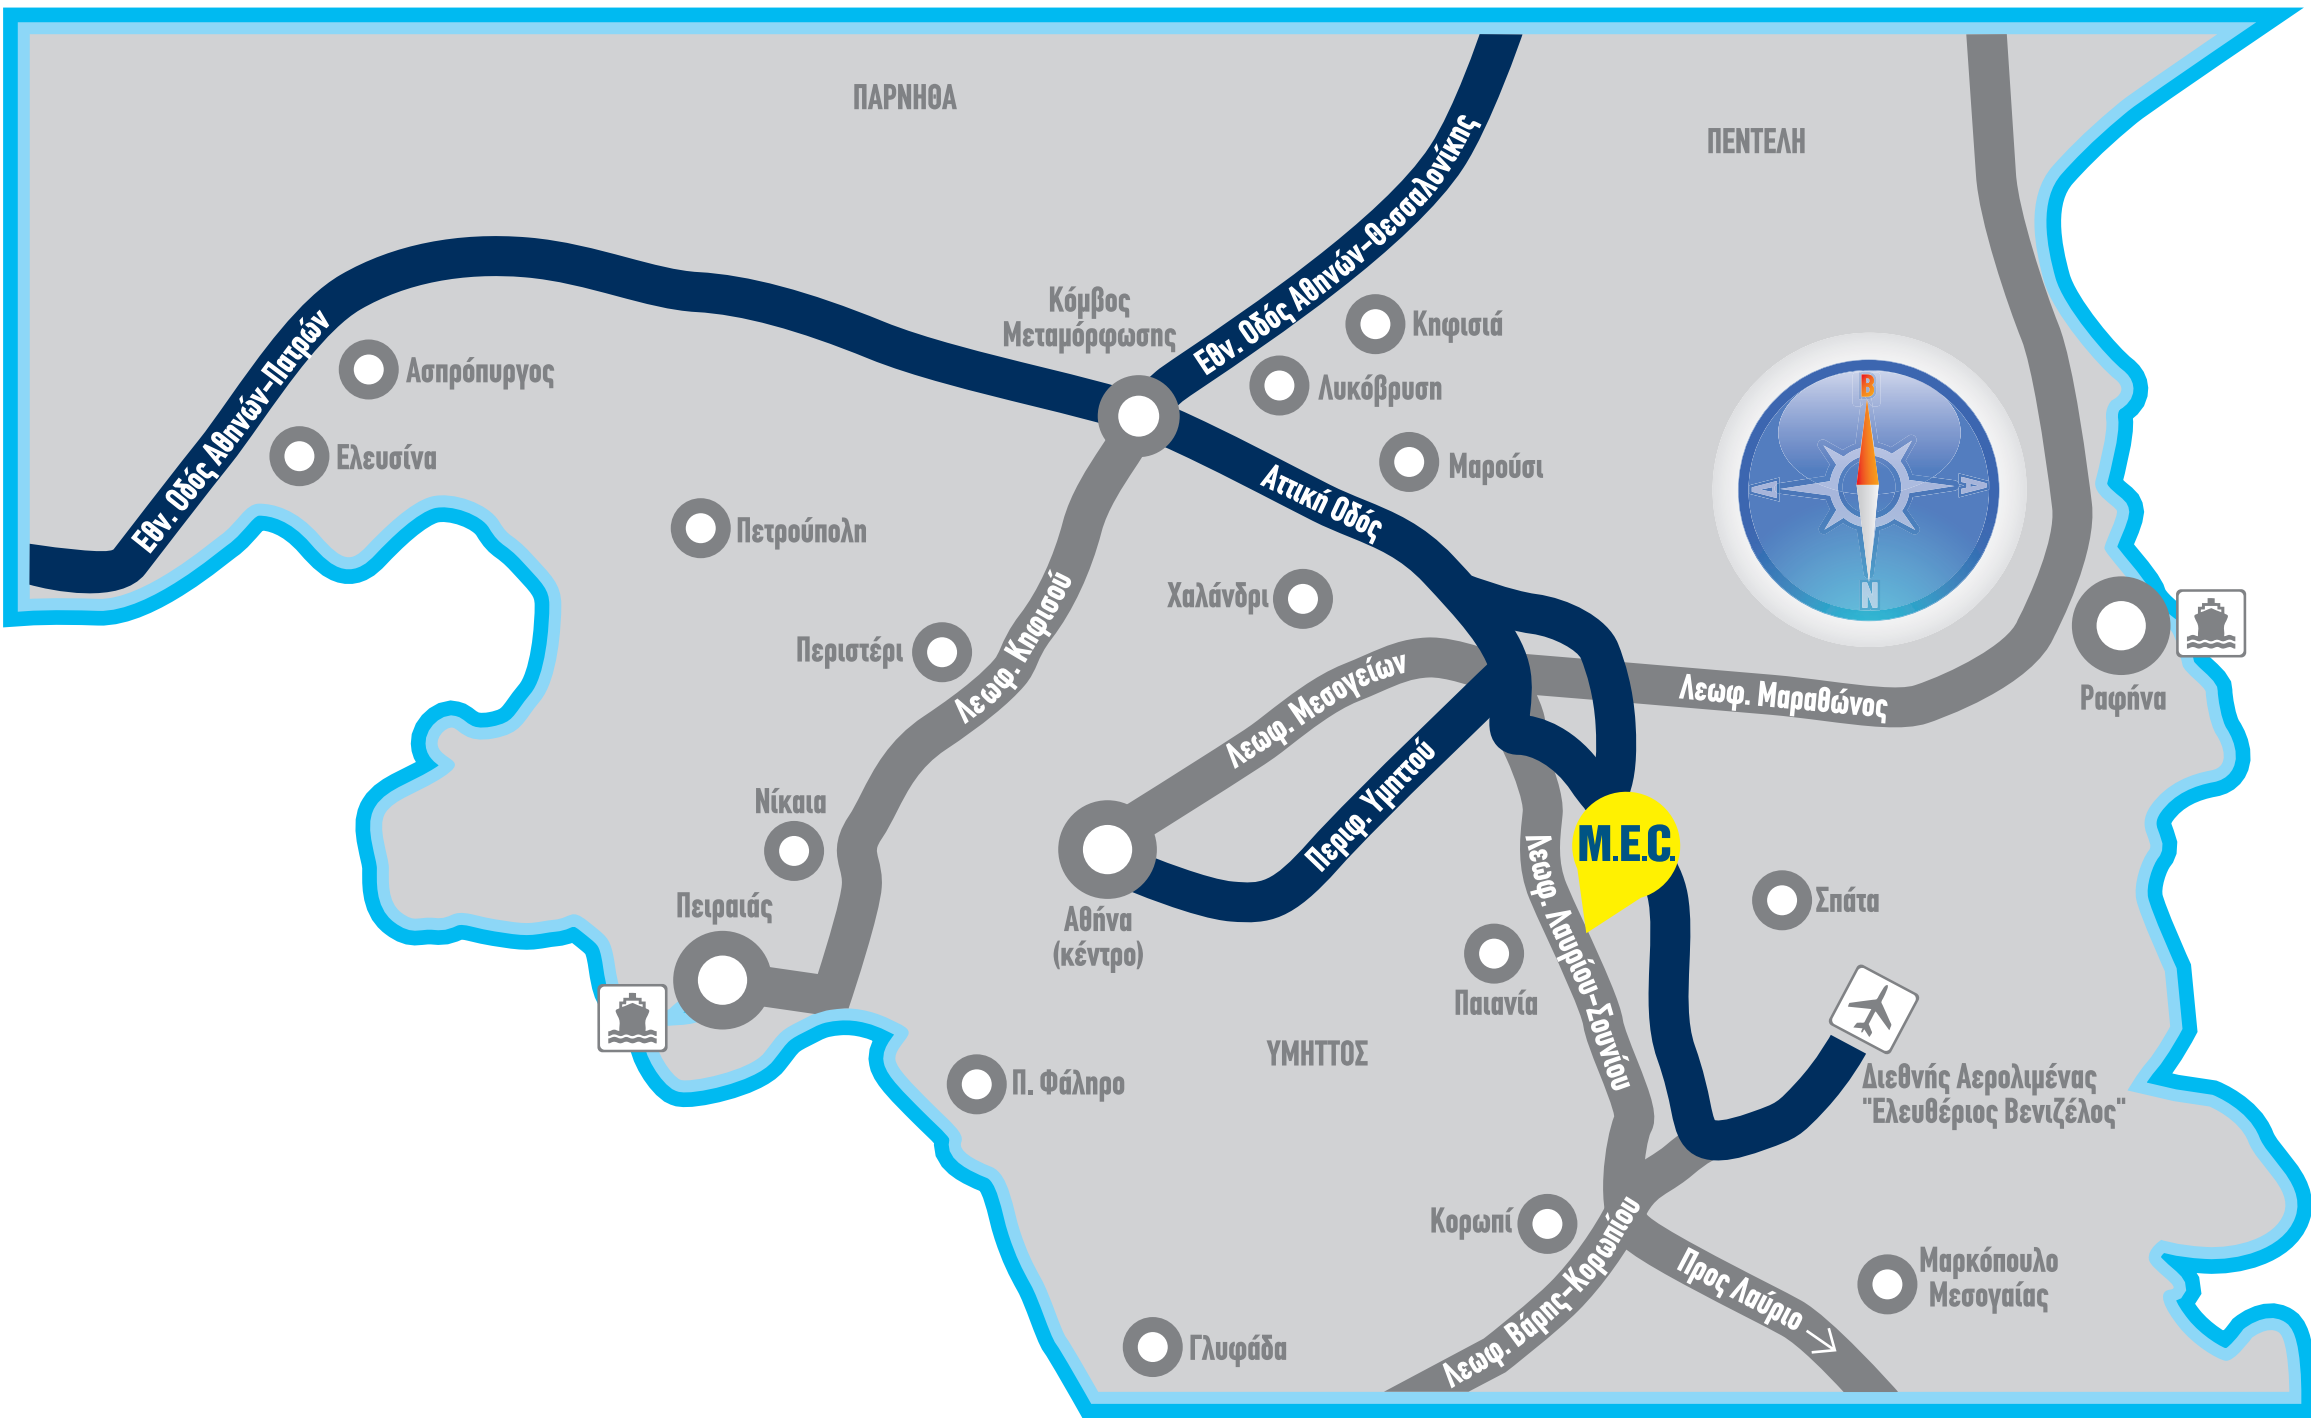 ΠΑΡΝΗΘΑ
ΠΕΝΤΕΛΗ
Εθν. Οδός Αθηνών-Θεσσαλονίκης
Κόμβος
Μεταμόρφωσης
Κηφισιά
Εθν. Οδός Αθηνών-Πατρών
Ασπρόπυργος
Λυκόβρυση
Β
Ελευσίνα
Μαρούσι
Αττική Οδός
Δ
Α
Ν
Πετρούπολη
Χαλάνδρι
Λεωφ. Κηφισού
Περιστέρι
Λεωφ. Μεσογείων
Λεωφ. Μαραθώνος
Ραφήνα
Περιφ. Υμηττού
Νίκαια
M.E.C.
Λεωφ. Λαυρίου-Σουνίου
Πειραιάς
Αθήνα
(κέντρο)
Σπάτα
Παιανία
ΥΜΗΤΤΟΣ
Π. Φάληρο
Διεθνής Αερολιμένας
"Ελευθέριος Βενιζέλος"
Κορωπί
Λεωφ. Βάρης-Κορωπίου
Προς Λαύριο →
Μαρκόπουλο
Μεσογαίας
Γλυφάδα